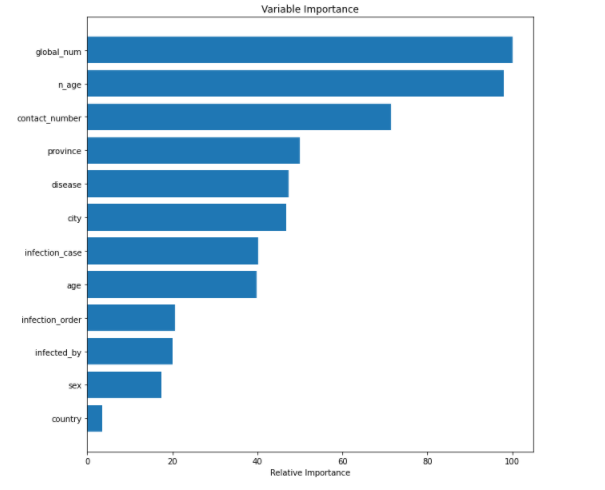 Variable Importance
global_num
n_age
contact_number
province
disease
city
infection_case
age
infection_order
infected_by
sex
country
0 20 40 60 80 100
Relative Importance